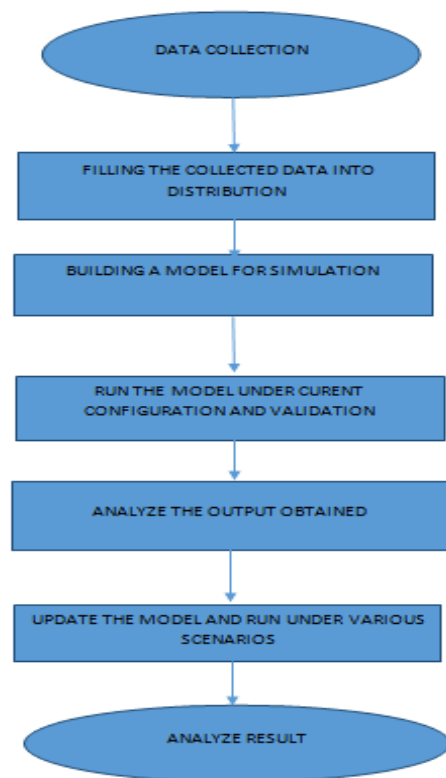 DATA COLLECTION
FILLING THE COLLECTED DATA INTO
DISTRIBUTION
BUILDING A MODEL FOR SIMULATION
RUN THE MODEL UNDER CURENT
CONFIGURATION AND VALIDATION
ANALYZE THE OUTPUT OBTAINED
UPDATE THE MODEL AND RUN UNDER VARIOUS
SCENARIOS
ANALYZE RESULT